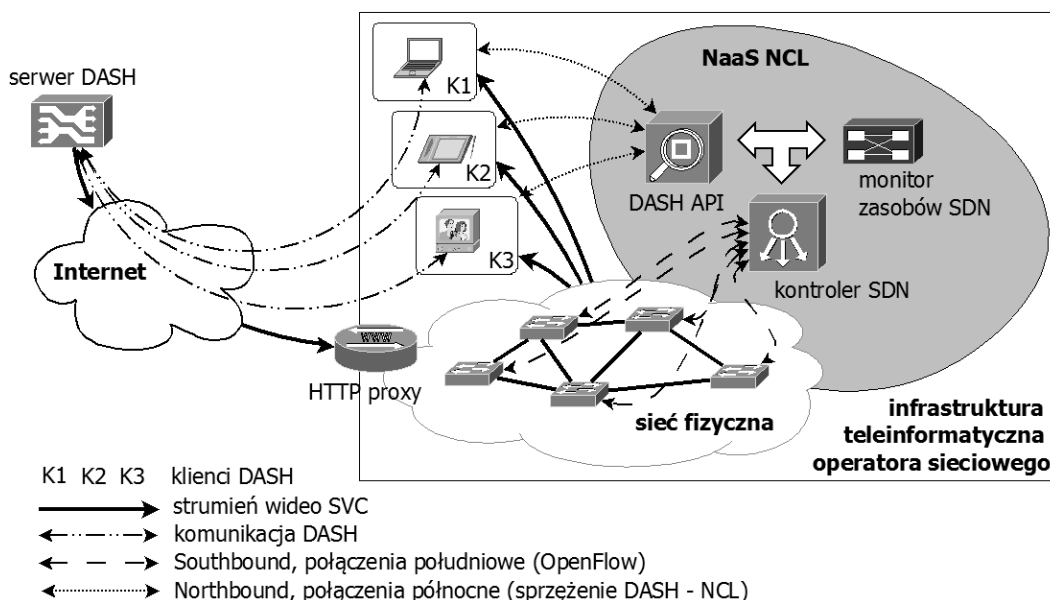 serwer DASH
K1
K2
K3
NaaS NCL
DASH API
monitor
zasobów SDN
kontroler SDN
Internet
WWW
HTTP proxy
sieć fizyczna
infrastruktura
teleinformatyczna
operatora sieciowego
K1 K2 K3 klienci DASH
strumień wideo SVC
komunikacja DASH
Southbound, połączenia południowe (OpenFlow)
Northbound, połączenia północne (sprzężenie DASH - NCL)